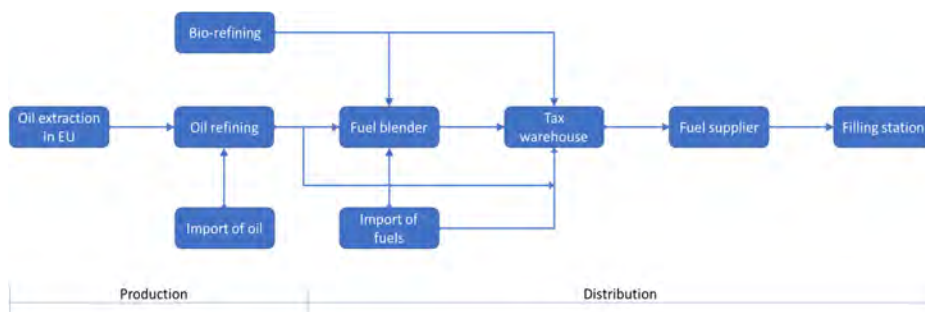 Bio-refining
Oil extraction
in EU
Oil refining
Fuel blender
Tax
warehouse
Fuel supplier
Filling station
Import of oil
Import of
fuels
Production
Distribution